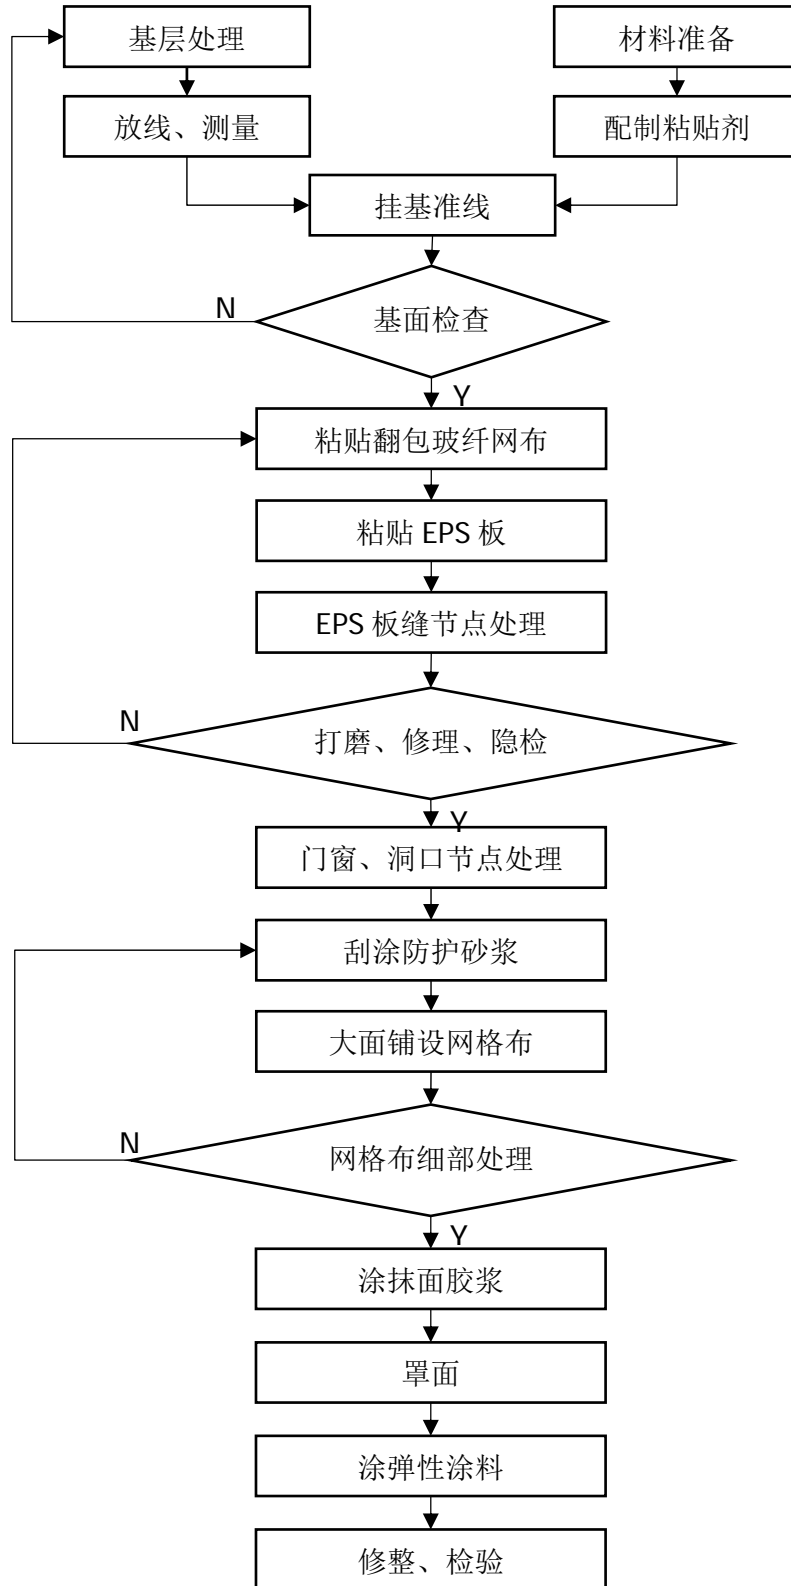 基层处理
材料准备
放线、测量
配制粘贴剂
挂基准线
N
基面检查
Y
粘贴翻包玻纤网布
粘贴 EPS 板
EPS 板缝节点处理
N
打磨、修理、隐检
Y
门窗、洞口节点处理
刮涂防护砂浆
大面铺设网格布
N
网格布细部处理
Y
涂抹面胶浆
罩面
涂弹性涂料
修整、检验